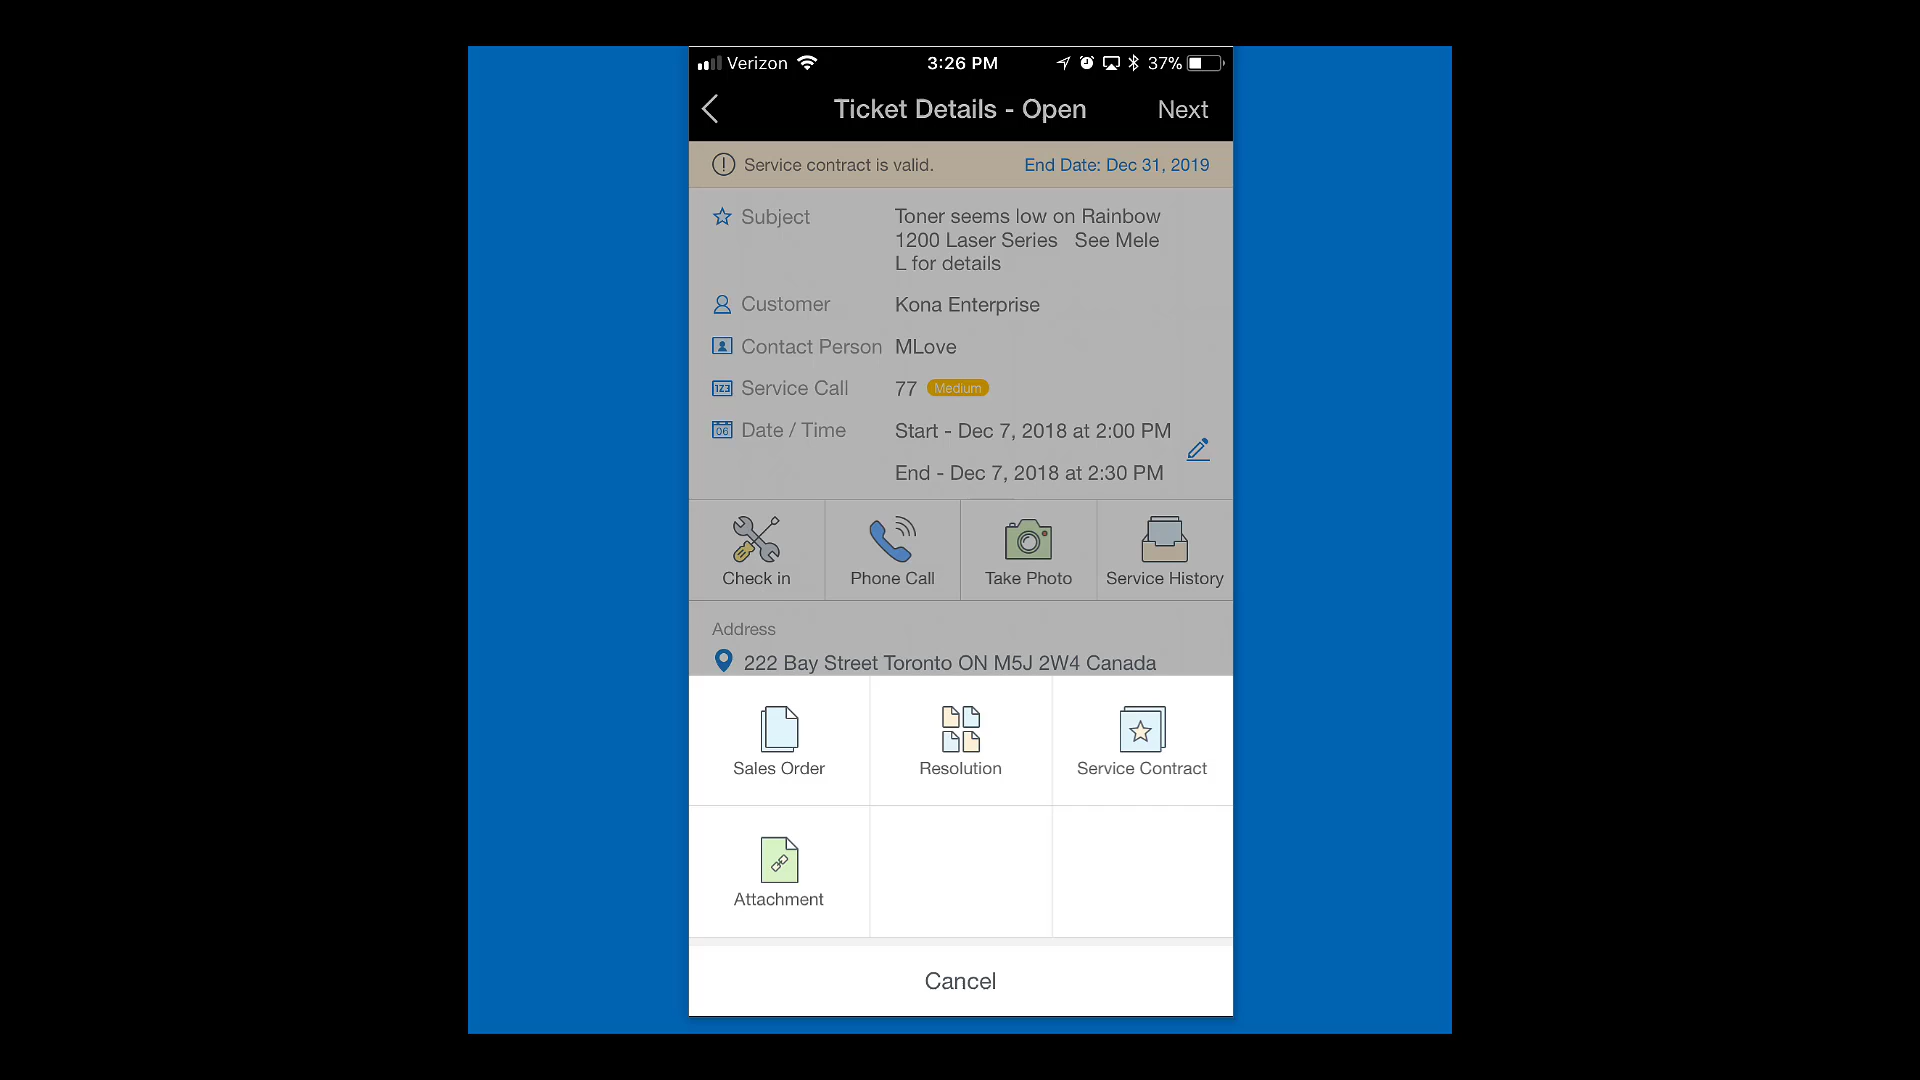 Verizon 3:26 PM 37%
Ticket Details - Open Next
Service contract is valid. End Date: Dec 31, 2019
Subject Toner seems low on Rainbow
1200 Laser Series See Mele
L for details
Customer Kona Enterprise
Contact Person MLove
123 Service Call 77 Medium
06 Date / Time Start - Dec 7, 2018 at 2:00 PM
End - Dec 7, 2018 at 2:30 PM
Check in Phone Call Take Photo Service History
Address
222 Bay Street Toronto ON M5J 2W4 Canada
Sales Order Resolution Service Contract
Attachment
Cancel